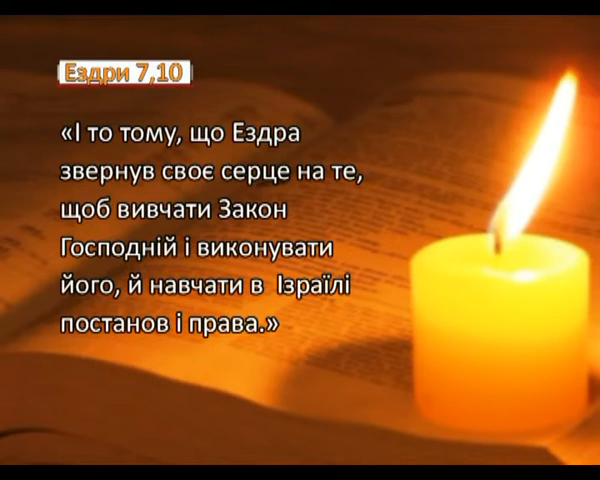 Ездри 7,10
«І то тому, що Ездра
звернув своє серце на те,
щоб вивчати Закон
Господній і виконувати
його, й навчати в Ізраїлі
постанов і права.»